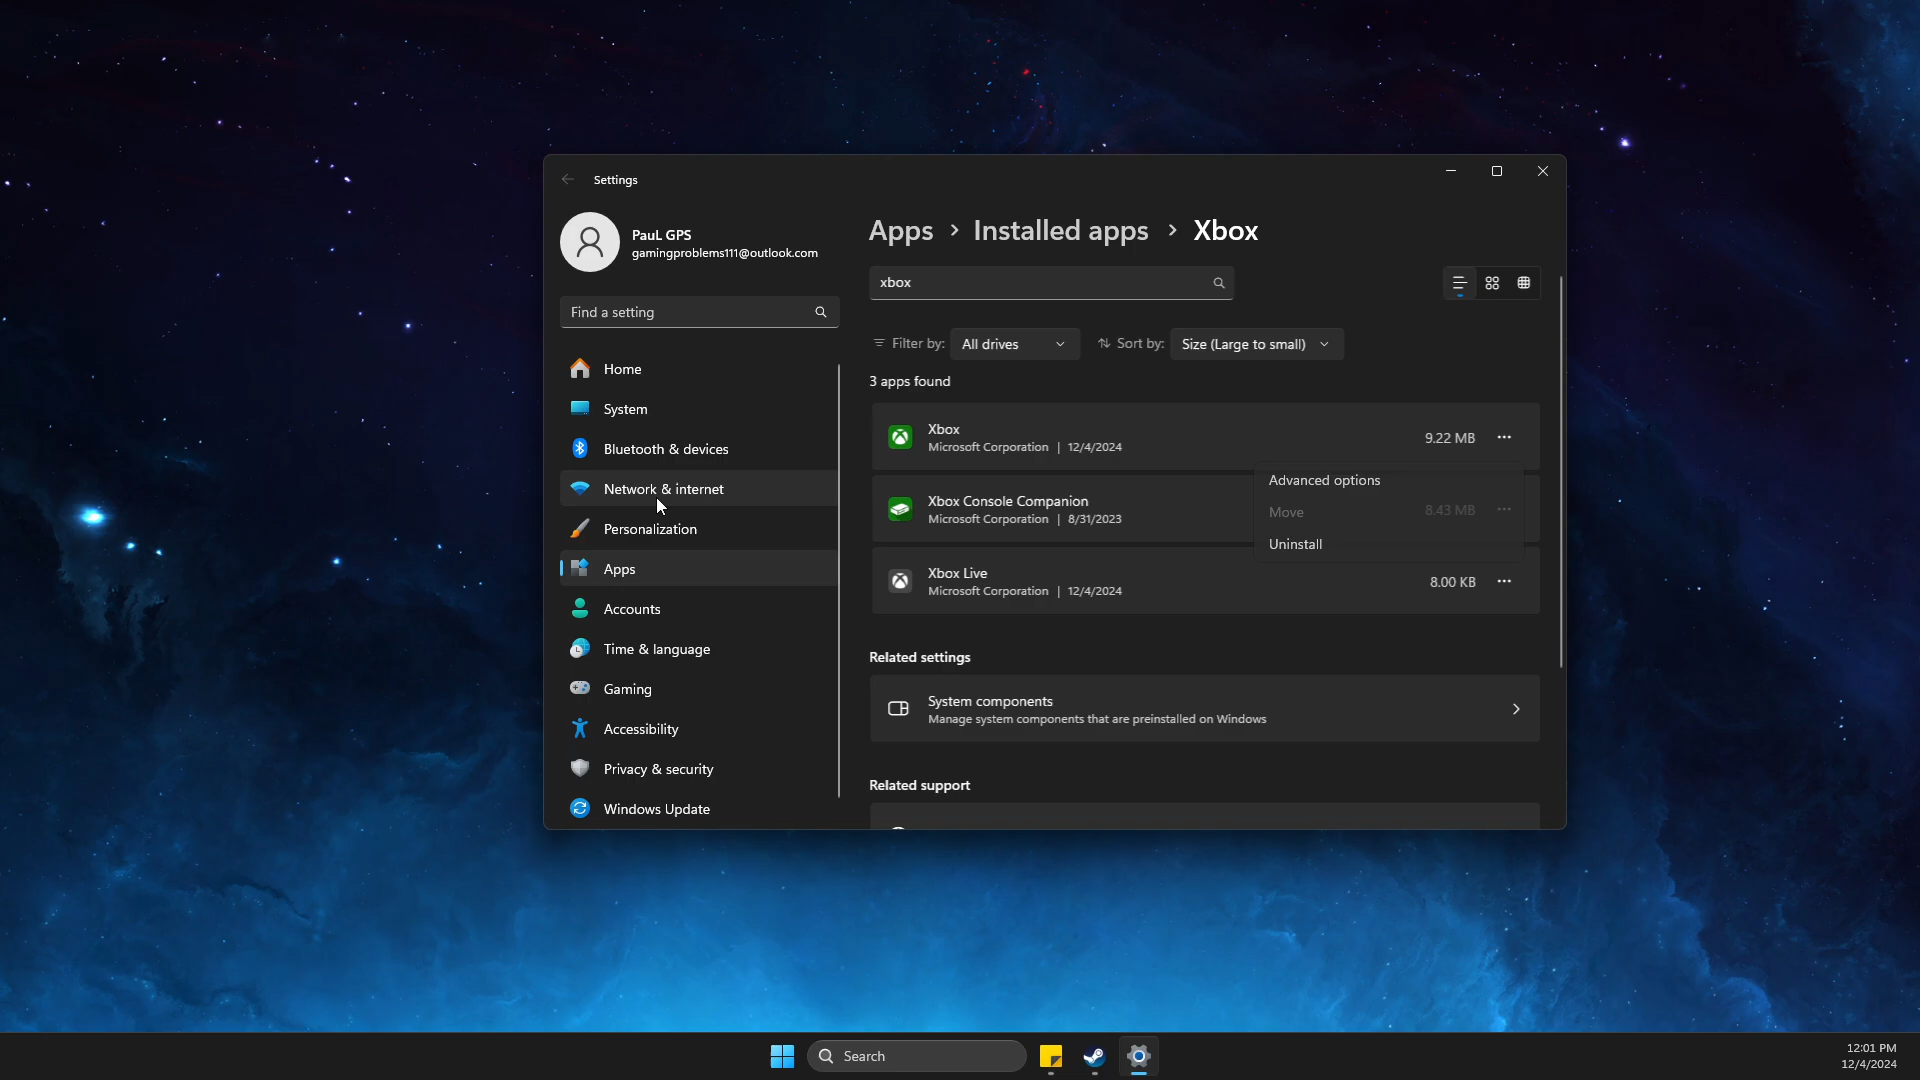 Settings
PauL GPS
gamingproblems111@outlook.com
Find a setting
Home
System
Bluetooth & devices
Network & internet
Personalization
Apps
Accounts
Time & language
Gaming
Accessibility
Privacy & security
Windows Update
Apps > Installed apps > Xbox
xbox
Filter by: All drives Sort by: Size (Large to small)
3 apps found
Xbox
Microsoft Corporation | 12/4/2024
9.22 MB
Advanced options
Move
Uninstall
Xbox Console Companion
Microsoft Corporation | 8/31/2023
8.43 MB
Xbox Live
Microsoft Corporation | 12/4/2024
8.00 KB
Related settings
System components
Manage system components that are preinstalled on Windows
Related support
Search
12:01 PM
12/4/2024